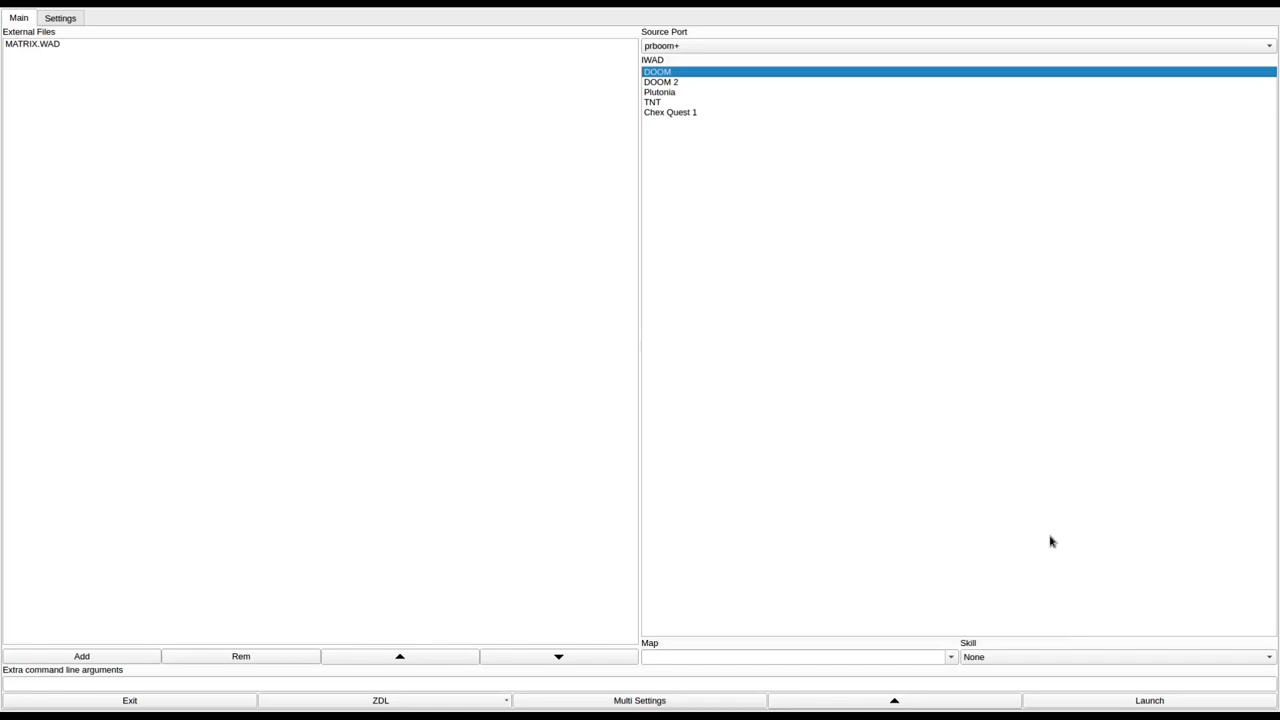 Main Settings
External Files
MATRIX.WAD
Source Port
prboom+
IWAD
DOOM
DOOM 2
Plutonia
TNT
Chex Quest 1
Map Skill
None
Add Rem
Extra command line arguments
Exit ZDL Multi Settings Launch